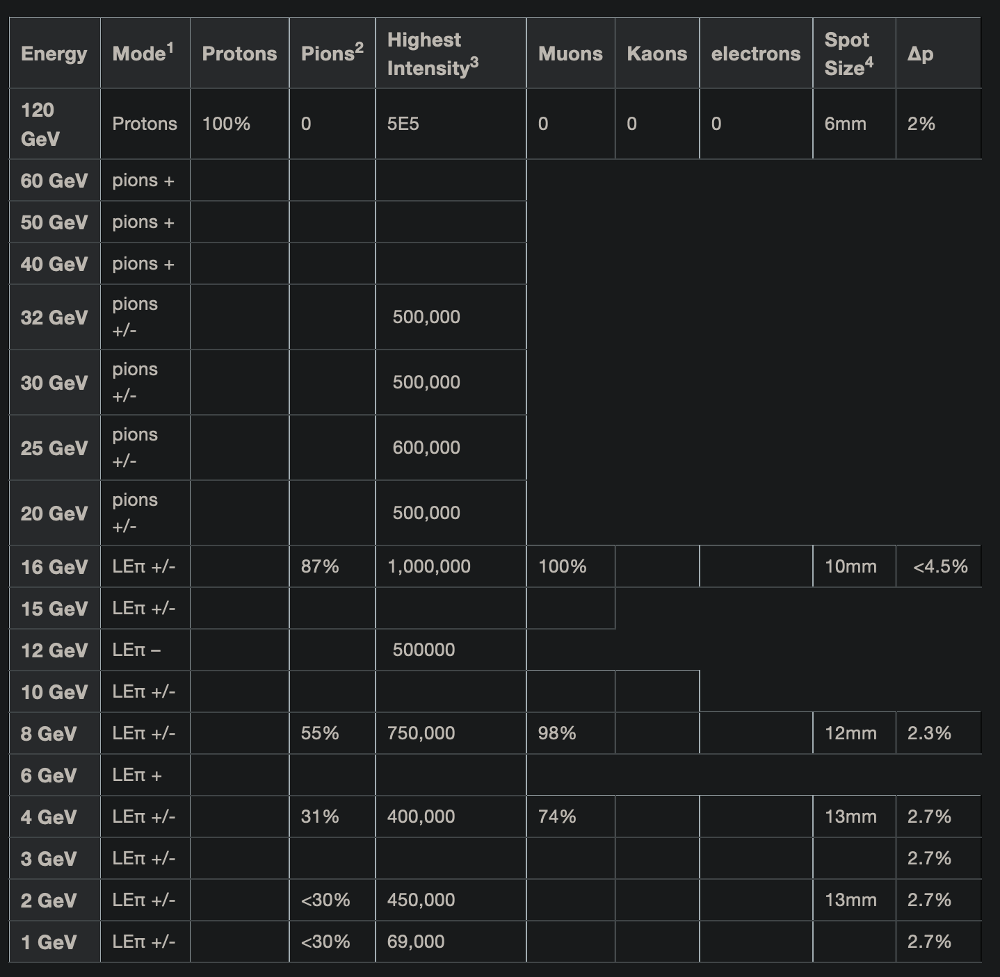 Energy Mode1 Protons Pions2 Highest Intensity3 Muons Kaons electrons Spot Size4 Δp
120 GeV Protons 100% 0 5E5 0 0 0 6mm 2%
60 GeV pions +
50 GeV pions +
40 GeV pions +
32 GeV pions +/- 500,000
30 GeV pions +/- 500,000
25 GeV pions +/- 600,000
20 GeV pions +/- 500,000
16 GeV LEπ +/- 87% 1,000,000 100% 10mm <4.5%
15 GeV LEπ +/-
12 GeV LEπ – 500000
10 GeV LEπ +/-
8 GeV LEπ +/- 55% 750,000 98% 12mm 2.3%
6 GeV LEπ +
4 GeV LEπ +/- 31% 400,000 74% 13mm 2.7%
3 GeV LEπ +/- 2.7%
2 GeV LEπ +/- <30% 450,000 13mm 2.7%
1 GeV LEπ +/- <30% 69,000 2.7%